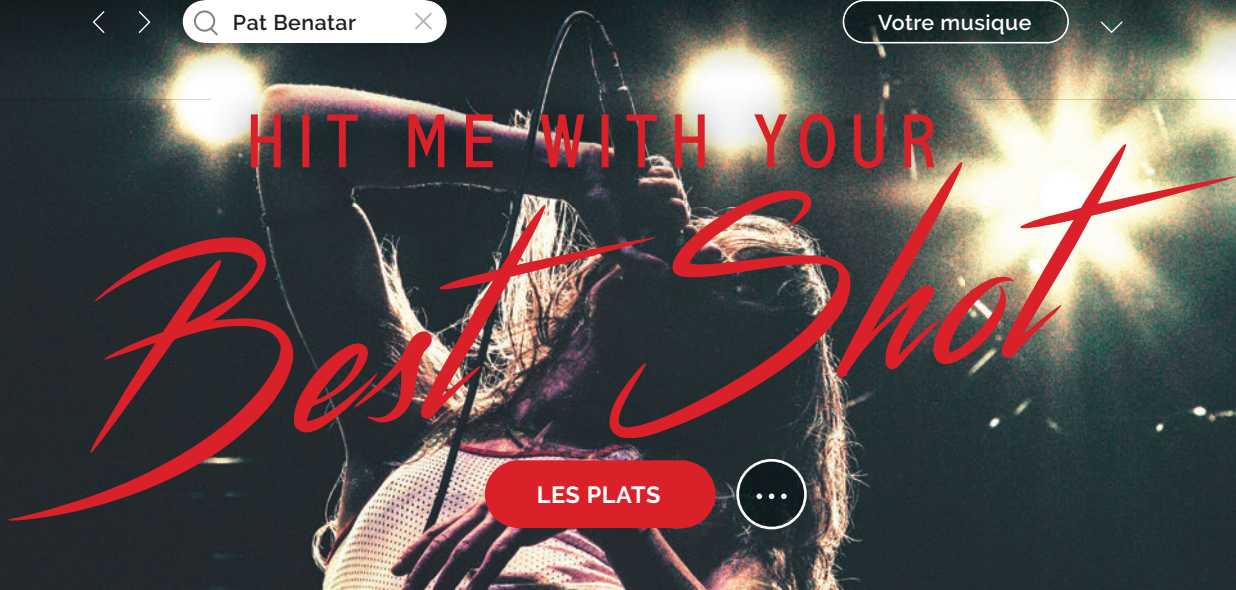 Pat Benatar
Votre musique
HIT ME WITH YOUR
Best Shot
LES PLATS